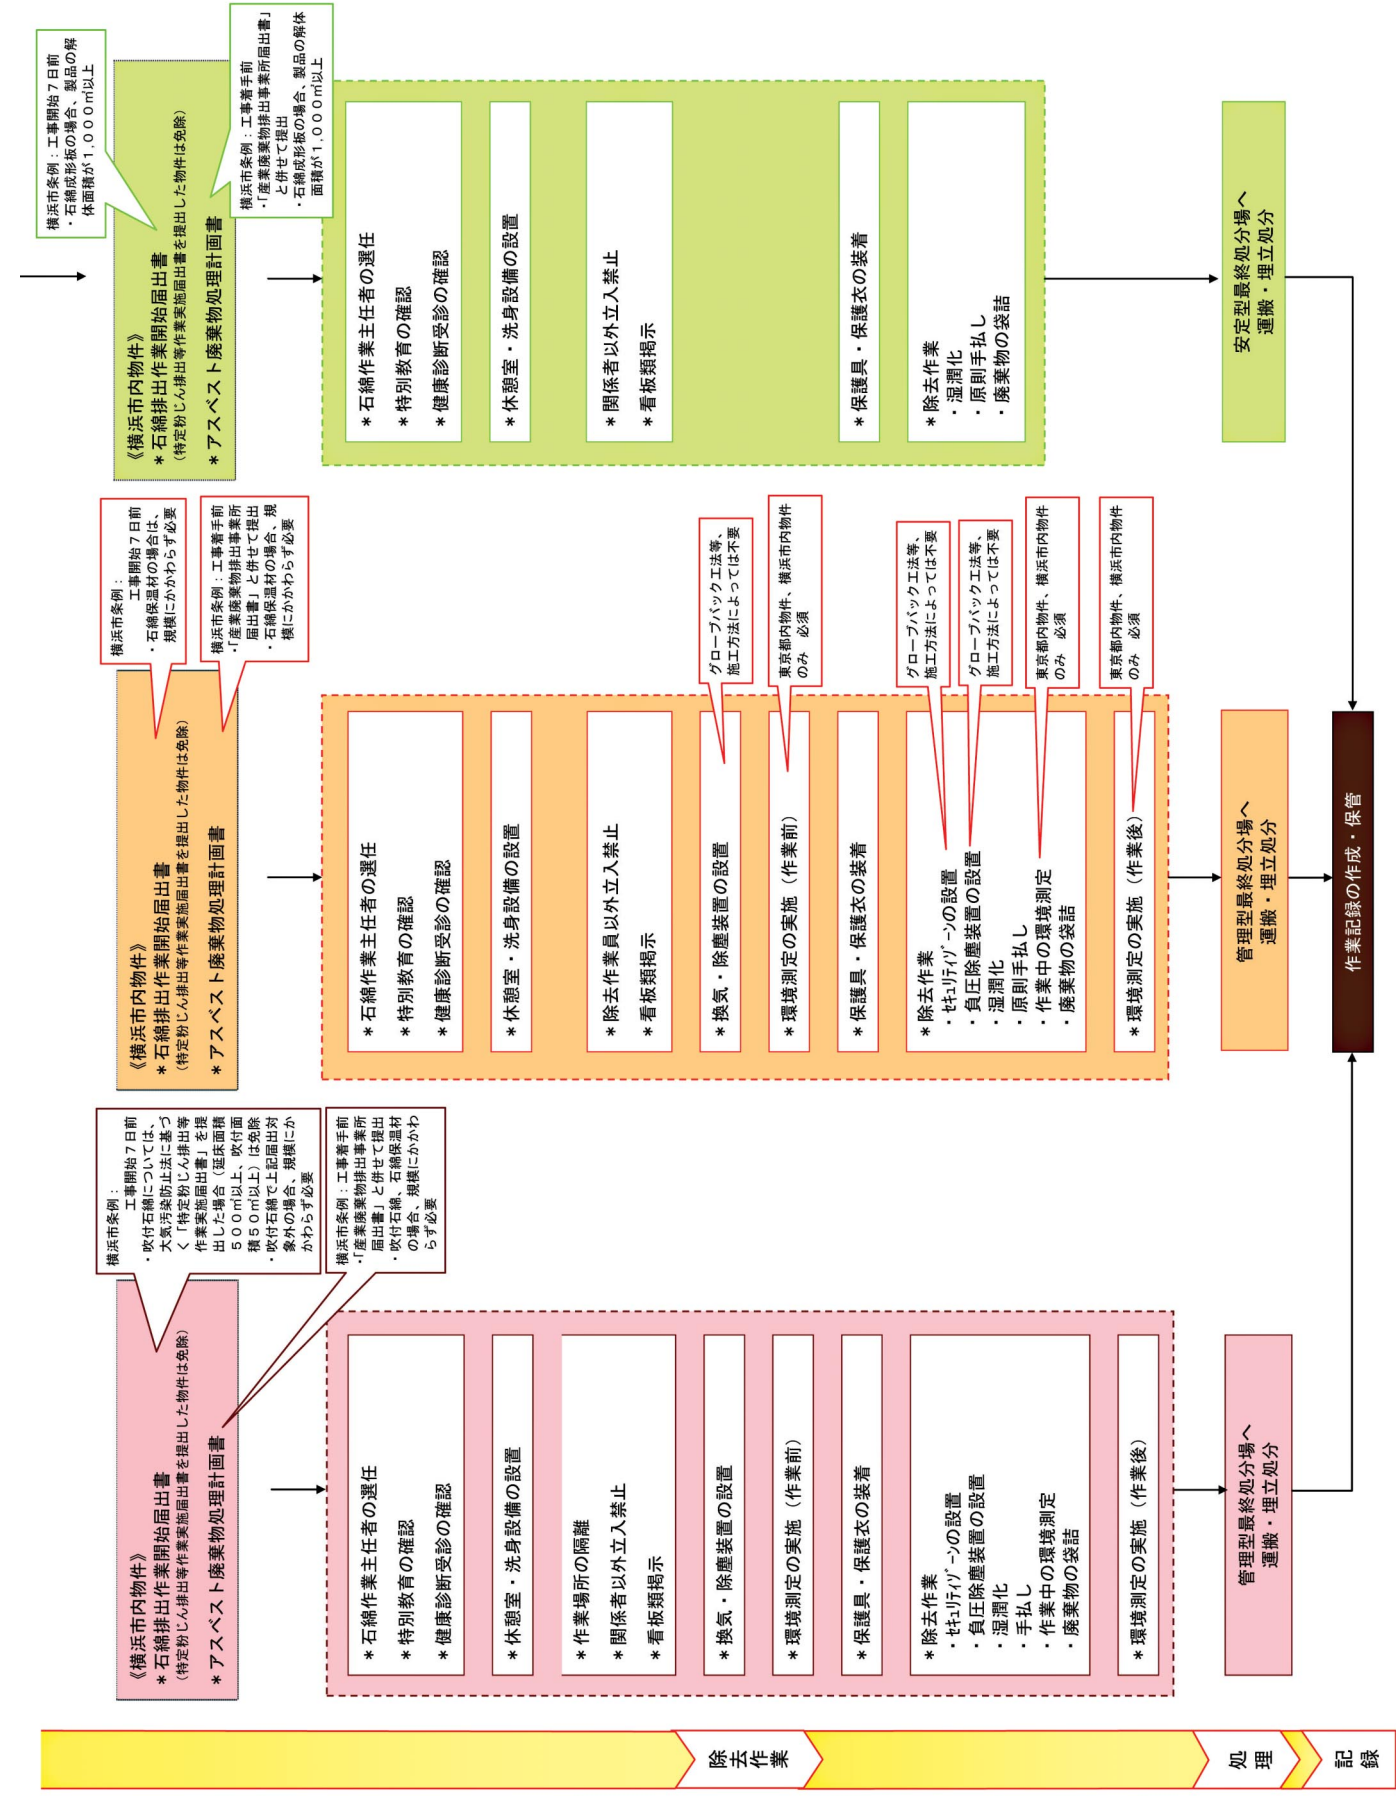 《横浜市内物件》
＊石綿排出作業開始届出書
（特定粉じん排出等作業実施届出書を提出した物件は免除）
＊アスベスト廃棄物処理計画書
横浜市条例：
工事開始７日前
・吹付石綿については、
大気汚染防止法に基づ
く「特定粉じん排出等
作業実施届出書」を提
出した場合（延床面積
５００㎡以上、吹付面
積５０㎡以上）は免除
・吹付石綿で上記届出対
象外の場合、規模にか
かわらず必要
横浜市条例：工事着手前
・「産業廃棄物排出事業所
届出書」と併せて提出
・吹付石綿、石綿保温材
の場合、規模にかかわ
らず必要
＊石綿作業主任者の選任
＊特別教育の確認
＊健康診断受診の確認
＊休憩室・洗身設備の設置
＊作業場所の隔離
＊関係者以外立入禁止
＊看板類掲示
＊換気・除塵装置の設置
＊環境測定の実施（作業前）
＊保護具・保護衣の装着
＊除去作業
・ｾｷｭﾘﾃｨｿﾞｰﾝの設置
・負圧除塵装置の設置
・湿潤化
・手払し
・作業中の環境測定
・廃棄物の袋詰
＊環境測定の実施（作業後）
管理型最終処分場へ
運搬・埋立処分
《横浜市内物件》
＊石綿排出作業開始届出書
（特定粉じん排出等作業実施届出書を提出した物件は免除）
＊アスベスト廃棄物処理計画書
横浜市条例：
工事開始７日前
・石綿保温材の場合は、
規模にかかわらず必要
横浜市条例：工事着手前
・「産業廃棄物排出事業所
届出書」と併せて提出
・石綿保温材の場合、規
模にかかわらず必要
＊石綿作業主任者の選任
＊特別教育の確認
＊健康診断受診の確認
＊休憩室・洗身設備の設置
＊除去作業員以外立入禁止
＊看板類掲示
＊換気・除塵装置の設置
グローブバック工法等、
施工方法によっては不要
＊環境測定の実施（作業前）
東京都内物件、横浜市内物件
のみ　必須
＊保護具・保護衣の装着
＊除去作業
・ｾｷｭﾘﾃｨｿﾞｰﾝの設置
・負圧除塵装置の設置
・湿潤化
・原則手払し
・作業中の環境測定
・廃棄物の袋詰
グローブバック工法等、
施工方法によっては不要
グローブバック工法等、
施工方法によっては不要
東京都内物件、横浜市内物件
のみ　必須
＊環境測定の実施（作業後）
東京都内物件、横浜市内物件
のみ　必須
管理型最終処分場へ
運搬・埋立処分
《横浜市内物件》
＊石綿排出作業開始届出書
（特定粉じん排出等作業実施届出書を提出した物件は免除）
＊アスベスト廃棄物処理計画書
横浜市条例：工事開始７日前
・石綿成形板の場合、製品の解
体面積が１，０００㎡以上
横浜市条例：工事着手前
・「産業廃棄物排出事業所届出書」
と併せて提出
・石綿成形板の場合、製品の解体
面積が１，０００㎡以上
＊石綿作業主任者の選任
＊特別教育の確認
＊健康診断受診の確認
＊休憩室・洗身設備の設置
＊関係者以外立入禁止
＊看板類掲示
＊保護具・保護衣の装着
＊除去作業
・湿潤化
・原則手払し
・廃棄物の袋詰
安定型最終処分場へ
運搬・埋立処分
作業記録の作成・保管
除去作業
処理
記録